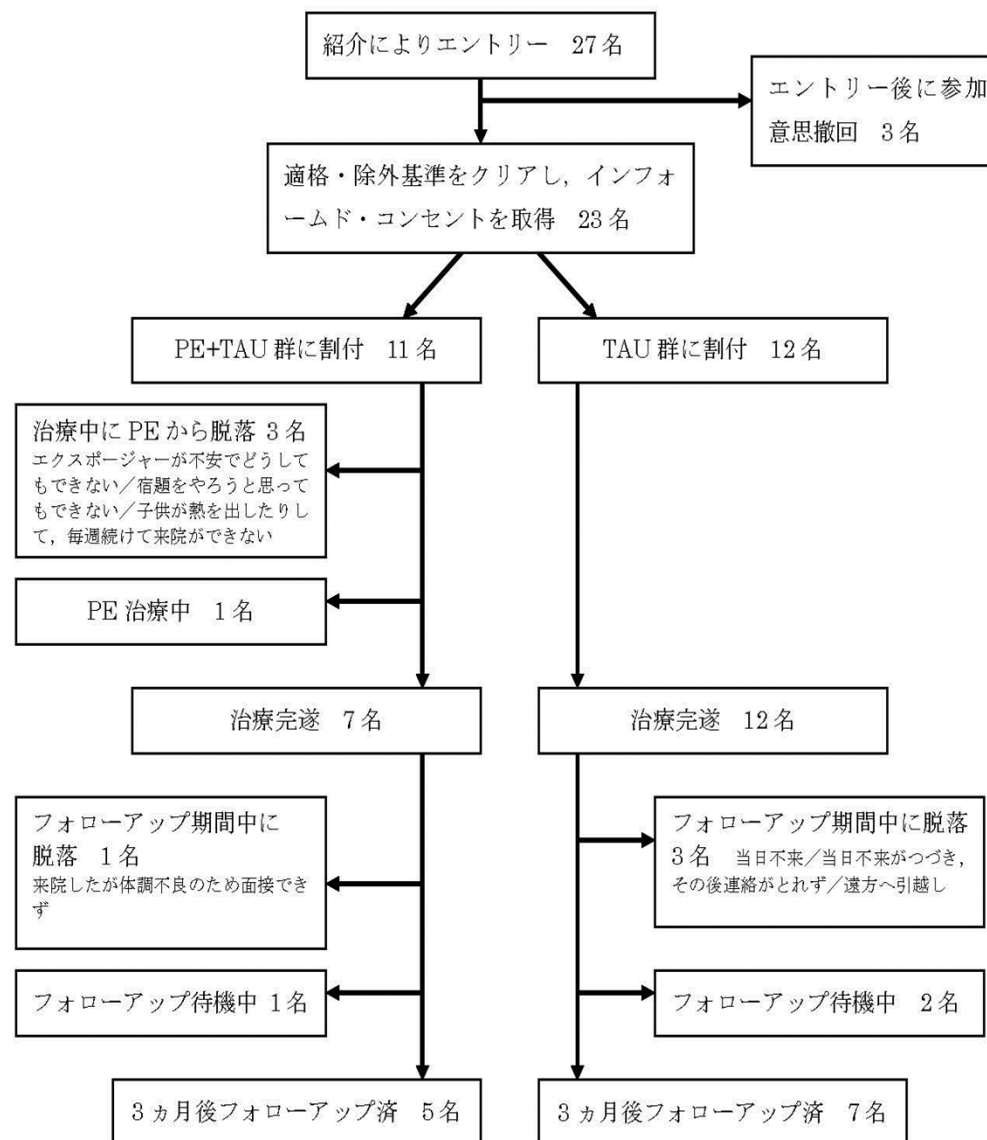 紹介によりエントリー　27名
エントリー後に参加
意思撤回　3名
適格・除外基準をクリアし，インフォ
ームド・コンセントを取得　23名
PE+TAU 群に割付　11名
TAU 群に割付　12名
治療中に PE から脱落 3名
エクスポージャーが不安でどうして
もできない／宿題をやろうと思って
もできない／子供が熱を出したりし
て，毎週続けて来院ができない
PE 治療中　1名
治療完遂　7名
治療完遂　12名
フォローアップ期間中に
脱落　1名
来院したが体調不良のため面接でき
ず
フォローアップ期間中に脱落
3名　当日不来／当日不来がつづき，
その後連絡がとれず／遠方へ引越し
フォローアップ待機中 1名
フォローアップ待機中　2名
3ヵ月後フォローアップ済　5名
3ヵ月後フォローアップ済　7名